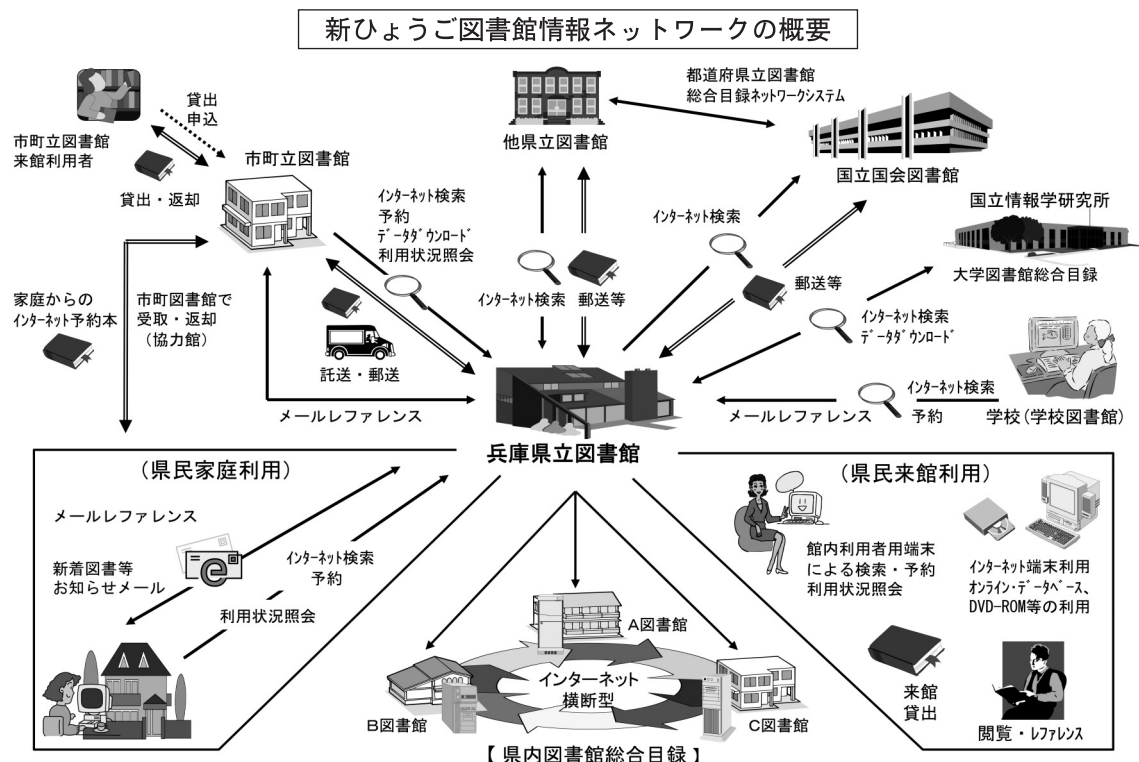 新ひょうご図書館情報ネットワークの概要
貸出
申込
市町立図書館
来館利用者
貸出・返却
市町立図書館
他県立図書館
都道府県立図書館
総合目録ネットワークシステム
国立国会図書館
国立情報学研究所
大学図書館総合目録
ｲﾝﾀｰﾈｯﾄ検索
予約
ﾃﾞｰﾀﾀﾞｳﾝﾛｰﾄﾞ
利用状況照会
ｲﾝﾀｰﾈｯﾄ検索
郵送等
ｲﾝﾀｰﾈｯﾄ検索
郵送等
ｲﾝﾀｰﾈｯﾄ検索
ﾃﾞｰﾀﾀﾞｳﾝﾛｰﾄﾞ
家庭からの
ｲﾝﾀｰﾈｯﾄ予約本
市町図書館で
受取・返却
（協力館）
託送・郵送
メールレファレンス
メールレファレンス
ｲﾝﾀｰﾈｯﾄ検索
予約
学校(学校図書館)
兵庫県立図書館
（県民家庭利用）
メールレファレンス
新着図書等
お知らせメール
e
ｲﾝﾀｰﾈｯﾄ検索
予約
利用状況照会
A図書館
B図書館
C図書館
インターネット
横断型
【 県内図書館総合目録 】
（県民来館利用）
館内利用者用端末
による検索・予約
利用状況照会
ｲﾝﾀｰﾈｯﾄ端末利用
ｵﾝﾗｲﾝ･ﾃﾞｰﾀﾍﾞｰｽ、
DVD-ROM等の利用
来館
貸出
閲覧・ﾚﾌｧﾚﾝｽ